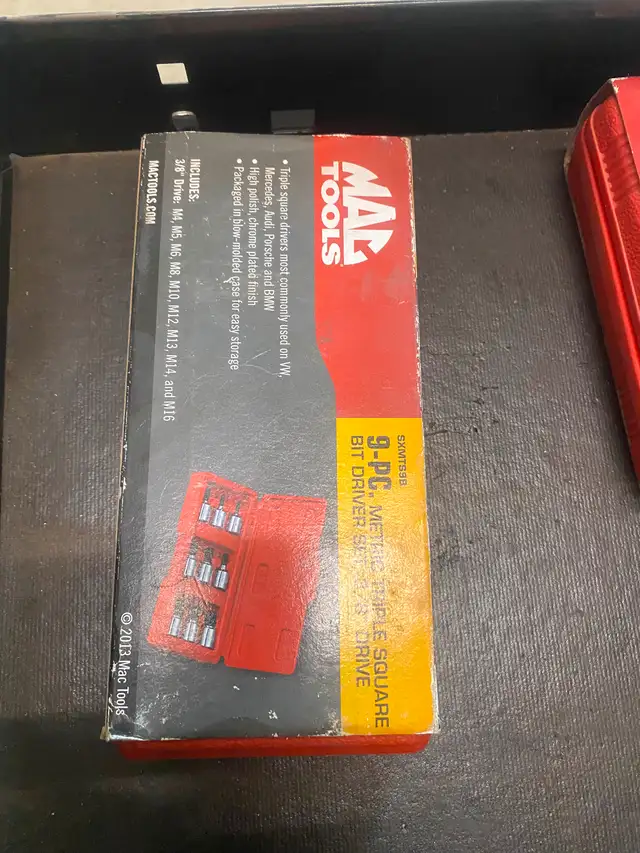 MAC
TOOLS
SXMTS9B
9-PC. METRIC TRIPLE SQUARE
BIT DRIVER SET DRIVE
• Triple square drivers most commonly used on VW,
Mercedes, Audi, Porsche and BMW
• High polish, chrome plated finish
• Packaged in blow-molded case for easy storage
INCLUDES:
3/8" Drive: M4, M5, M6, M8, M10, M12, M13, M14, and M16
MACTOOLS.COM
© 2013 Mac Tools